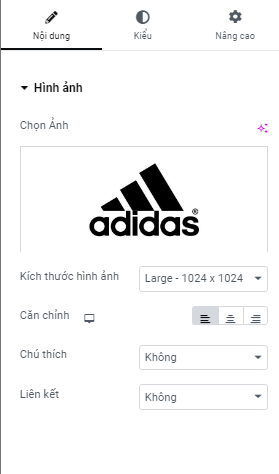 Nội dung
Kiểu
Nâng cao
Hình ảnh
Chọn Ảnh
adidas®
Kích thước hình ảnh
Large - 1024 x 1024
Căn chỉnh
Chú thích
Không
Liên kết
Không